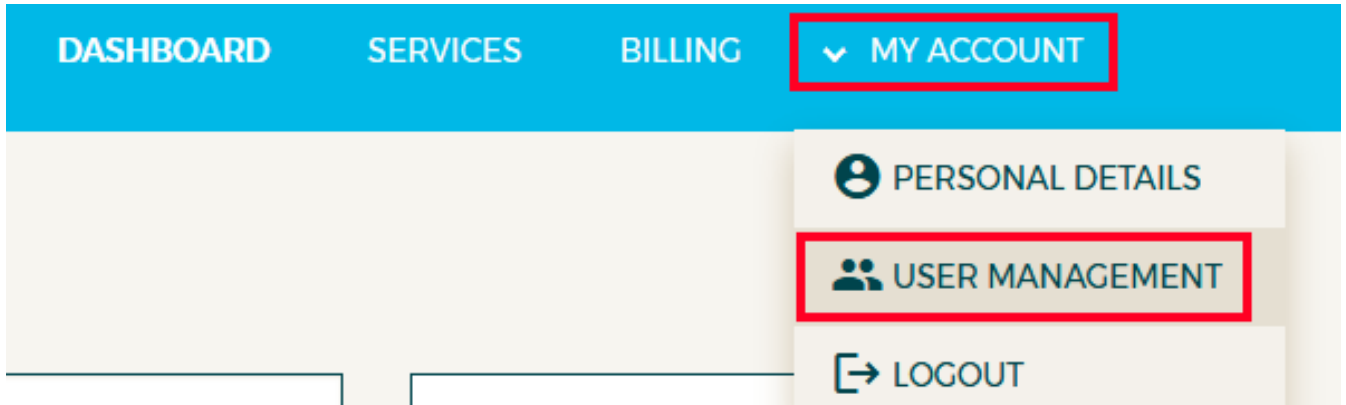 DASHBOARD SERVICES BILLING MY ACCOUNT
PERSONAL DETAILS
USER MANAGEMENT
LOGOUT